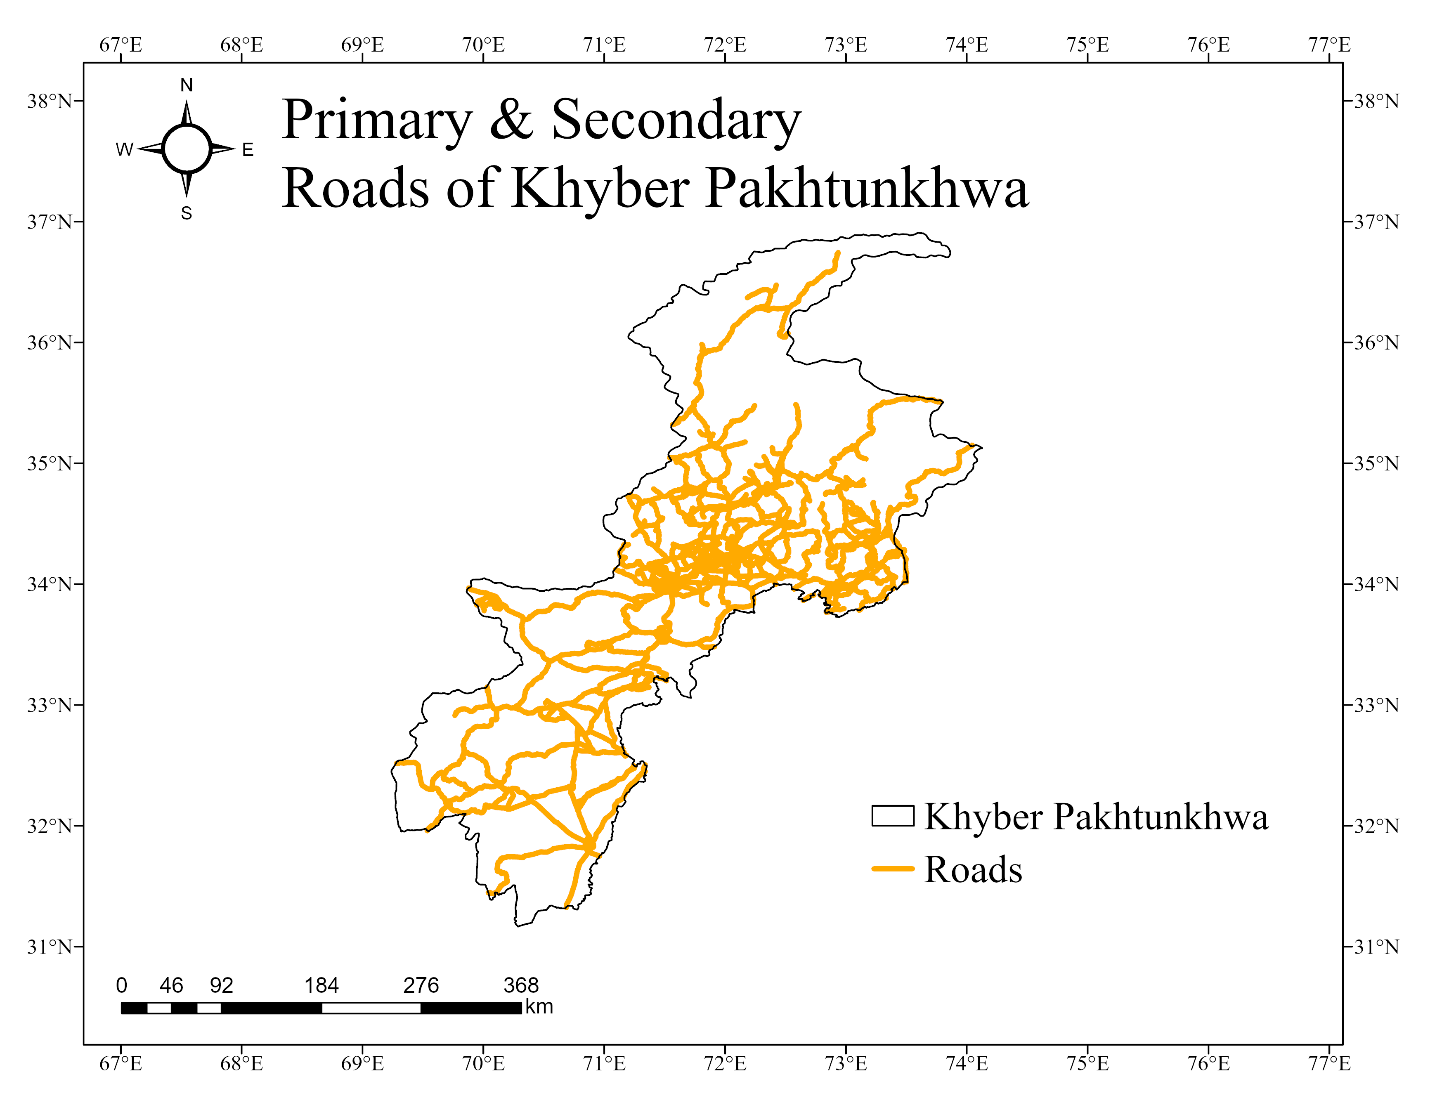 67°E 68°E 69°E 70°E 71°E 72°E 73°E 74°E 75°E 76°E 77°E
38°N 38°N
N
W E
S
Primary & Secondary
Roads of Khyber Pakhtunkhwa
37°N 37°N
36°N 36°N
35°N 35°N
34°N 34°N
33°N 33°N
32°N 32°N
Khyber Pakhtunkhwa
Roads
31°N 31°N
0 46 92 184 276 368
km
67°E 68°E 69°E 70°E 71°E 72°E 73°E 74°E 75°E 76°E 77°E